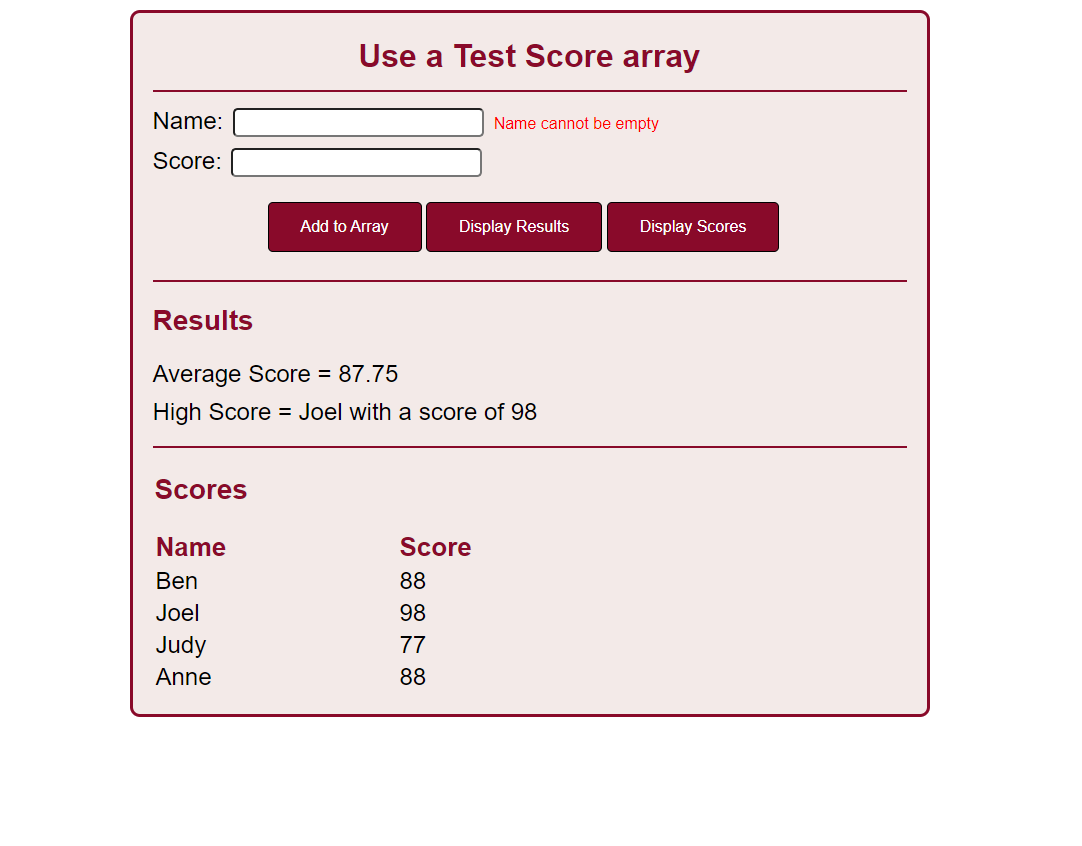 Use a Test Score array
Name: Name cannot be empty
Score:
Add to Array Display Results Display Scores
Results
Average Score = 87.75
High Score = Joel with a score of 98
Scores
Name Score
Ben 88
Joel 98
Judy 77
Anne 88